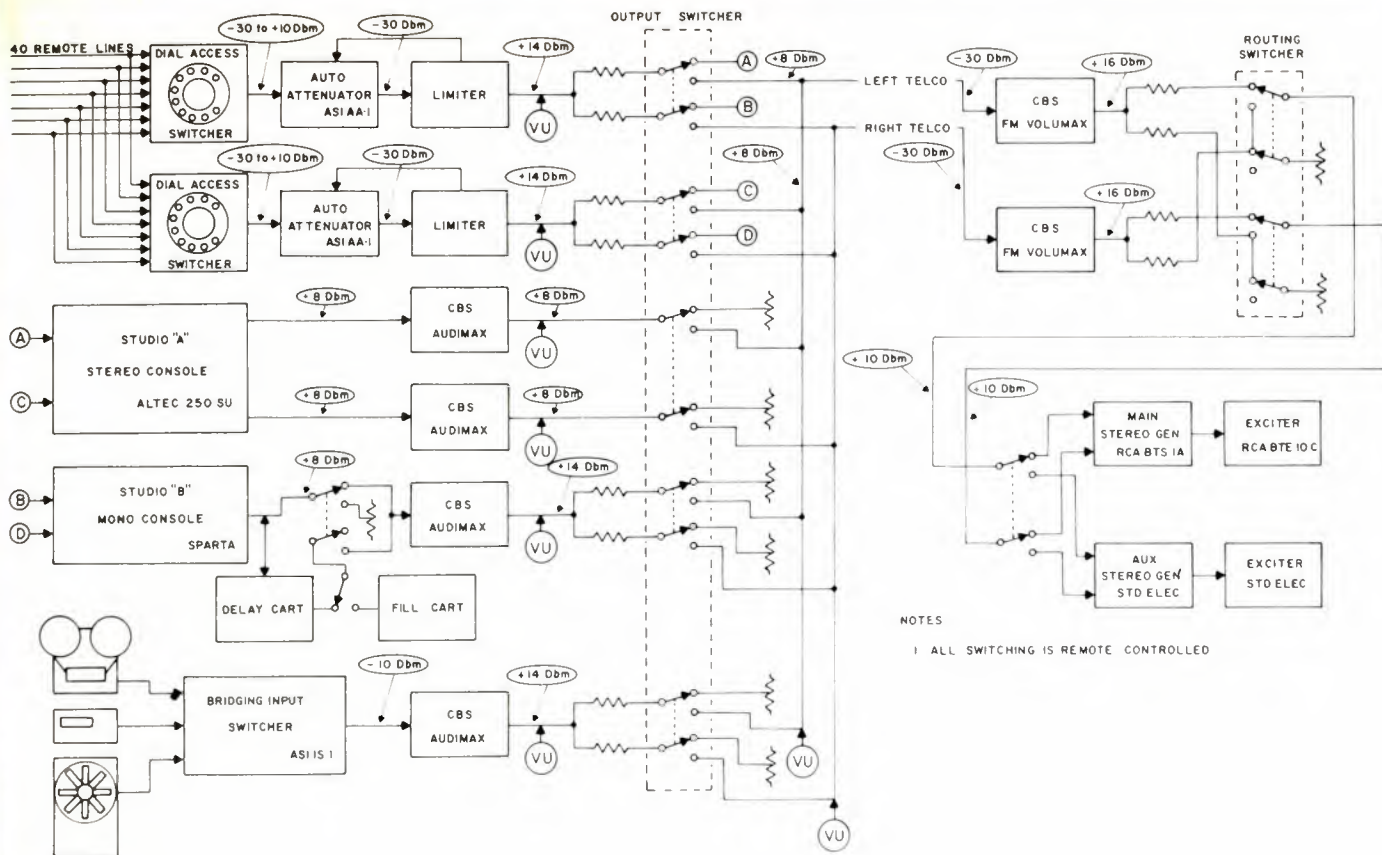 OUTPUT SWITCHER
40 REMOTE LINES
DIAL ACCESS
SWITCHER
-30 to +10 Dbm
AUTO
ATTENUATOR
ASI AA-1
-30 Dbm
LIMITER
+14 Dbm
VU
A
B
+8 Dbm
DIAL ACCESS
SWITCHER
-30 to +10 Dbm
AUTO
ATTENUATOR
ASI AA-1
-30 Dbm
LIMITER
+14 Dbm
VU
C
D
+8 Dbm
LEFT TELCO
RIGHT TELCO
-30 Dbm
CBS
FM VOLUMAX
+16 Dbm
-30 Dbm
CBS
FM VOLUMAX
+16 Dbm
ROUTING
SWITCHER
A
C
STUDIO "A"
STEREO CONSOLE
ALTEC 250 SU
+8 Dbm
CBS
AUDIMAX
+8 Dbm
VU
+8 Dbm
CBS
AUDIMAX
+8 Dbm
VU
B
D
STUDIO "B"
MONO CONSOLE
SPARTA
+8 Dbm
CBS
AUDIMAX
+14 Dbm
VU
DELAY CART
FILL CART
BRIDGING INPUT
SWITCHER
ASI IS 1
-10 Dbm
CBS
AUDIMAX
+14 Dbm
VU
VU
VU
+ 10 Dbm
+ 10 Dbm
MAIN
STEREO GEN
RCA BTS 1A
EXCITER
RCA BTE 10 C
AUX
STEREO GEN
STD ELEC
EXCITER
STD ELEC
NOTES
1 ALL SWITCHING IS REMOTE CONTROLLED